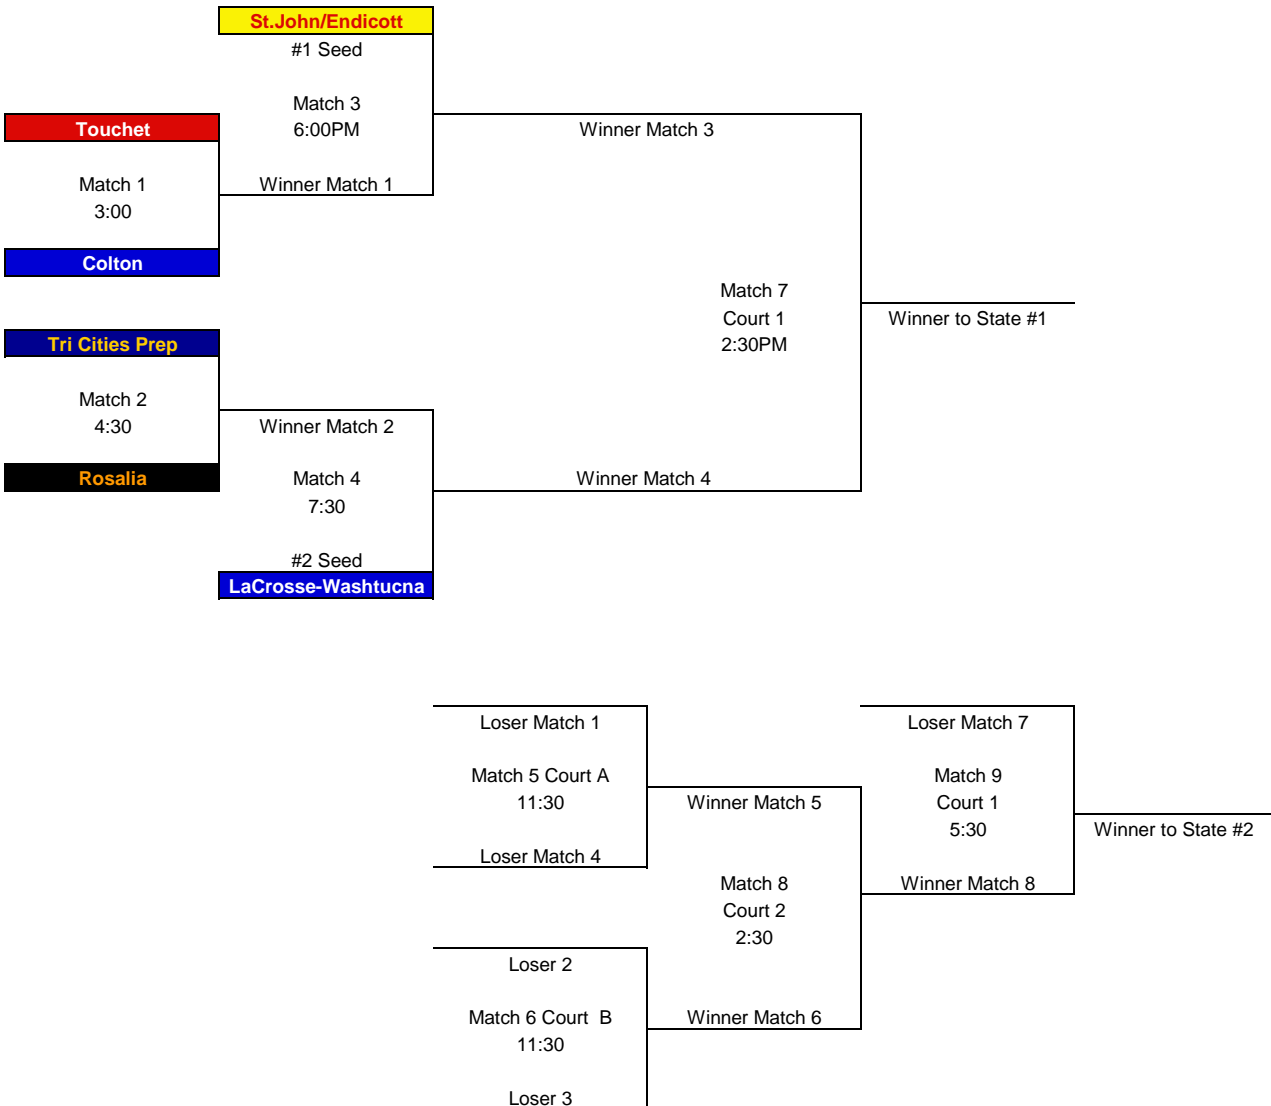 St.John/Endicott
#1 Seed
Match 3
6:00PM
Touchet
Winner Match 3
Match 1
3:00
Winner Match 1
Colton
Match 7
Court 1
2:30PM
Winner to State #1
Tri Cities Prep
Match 2
4:30
Winner Match 2
Rosalia
Match 4
7:30
Winner Match 4
#2 Seed
LaCrosse-Washtucna
Loser Match 1
Match 5 Court A
11:30
Loser Match 4
Winner Match 5
Loser Match 7
Match 9
Court 1
5:30
Winner to State #2
Match 8
Court 2
2:30
Winner Match 8
Loser 2
Match 6 Court B
11:30
Loser 3
Winner Match 6